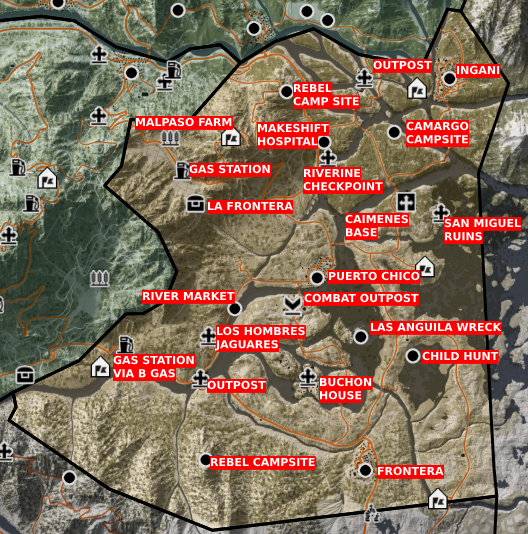 OUTPOST
INGANI
REBEL
CAMP SITE
MALPASO FARM
MAKESHIFT
HOSPITAL
CAMARGO
CAMPSITE
GAS STATION
RIVERINE
CHECKPOINT
LA FRONTERA
CAIMENES
BASE
SAN MIGUEL
RUINS
PUERTO CHICO
RIVER MARKET
COMBAT OUTPOST
LOS HOMBRES
JAGUARES
LAS ANGUILA WRECK
GAS STATION
VIA B GAS
CHILD HUNT
OUTPOST
BUCHON
HOUSE
REBEL CAMPSITE
FRONTERA